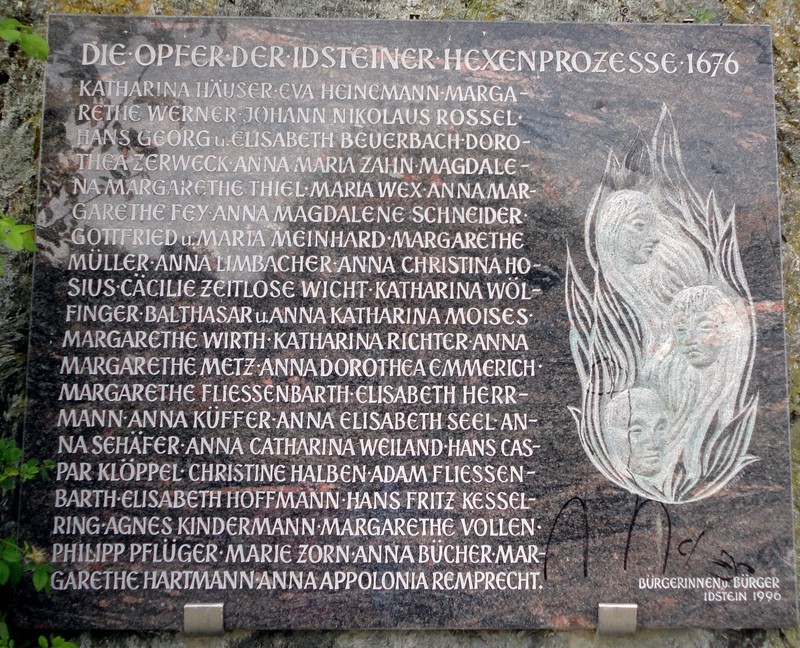 DIE·OPFER·DER·IDSTEINER·HEXENPROZESSE·1676
KATHARINA HÄUSER·EVA HEINEMANN·MARGA-
RETHE WERNER·JOHANN NIKOLAUS ROSSEL·
HANS GEORG u. ELISABETH BEUERBACH·DORO-
THEA ZERWECK·ANNA MARIA ZAHN·MAGDALE-
NA MARGARETHE THIEL·MARIA WEX·ANNA MAR-
GARETHE FEY·ANNA MAGDALENE SCHNEIDER·
GOTTFRIED u. MARIA MEINHARD·MARGARETHE
MÜLLER·ANNA LIMBACHER·ANNA CHRISTINA HO-
SIUS·CÄCILIE ZEITLOSE WICHT·KATHARINA WÖL-
FINGER·BALTHASAR u. ANNA KATHARINA MOISES·
MARGARETHE WIRTH·KATHARINA RICHTER·ANNA
MARGARETHE METZ·ANNA DOROTHEA EMMERICH·
MARGARETHE FLIESSENBARTH·ELISABETH HERR-
MANN·ANNA KÜFFER·ANNA ELISABETH SEEL·AN-
NA SCHÄFER·ANNA CATHARINA WEILAND·HANS CAS-
PAR KLÖPPEL·CHRISTINE HALBEN·ADAM FLIESSEN-
BARTH·ELISABETH HOFFMANN·HANS FRITZ KESSEL-
RING·AGNES KINDERMANN·MARGARETHE VOLLEN·
PHILIPP PFLÜGER·MARIE ZORN·ANNA BÜCHER·MAR-
GARETHE HARTMANN·ANNA APPOLONIA REMPRECHT.
BÜRGERINNEN u. BÜRGER
IDSTEIN 1996